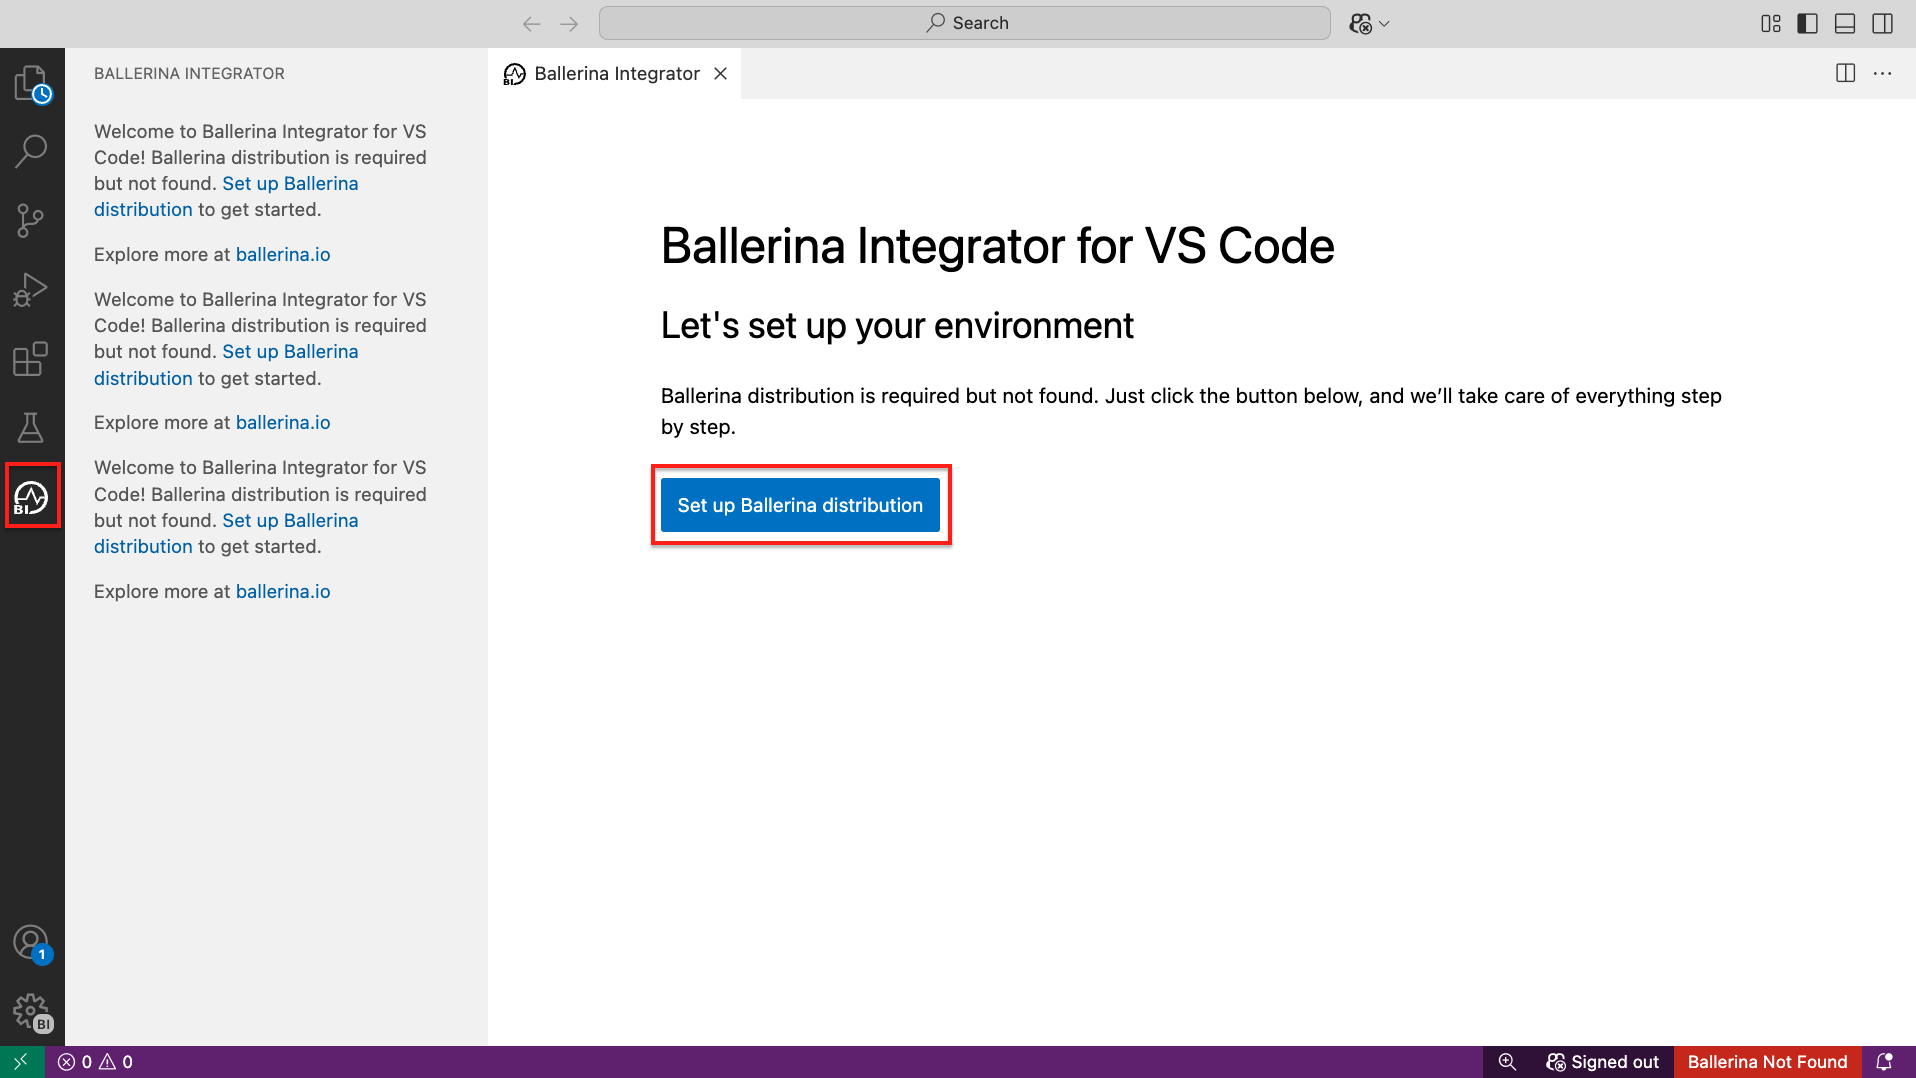 Search
BALLERINA INTEGRATOR
Welcome to Ballerina Integrator for VS
Code! Ballerina distribution is required
but not found. Set up Ballerina
distribution to get started.
Explore more at ballerina.io
Welcome to Ballerina Integrator for VS
Code! Ballerina distribution is required
but not found. Set up Ballerina
distribution to get started.
Explore more at ballerina.io
Welcome to Ballerina Integrator for VS
Code! Ballerina distribution is required
but not found. Set up Ballerina
distribution to get started.
Explore more at ballerina.io
BI
1
BI
BI Ballerina Integrator
Ballerina Integrator for VS Code
Let's set up your environment
Ballerina distribution is required but not found. Just click the button below, and we’ll take care of everything step
by step.
Set up Ballerina distribution
0 0
Signed out
Ballerina Not Found